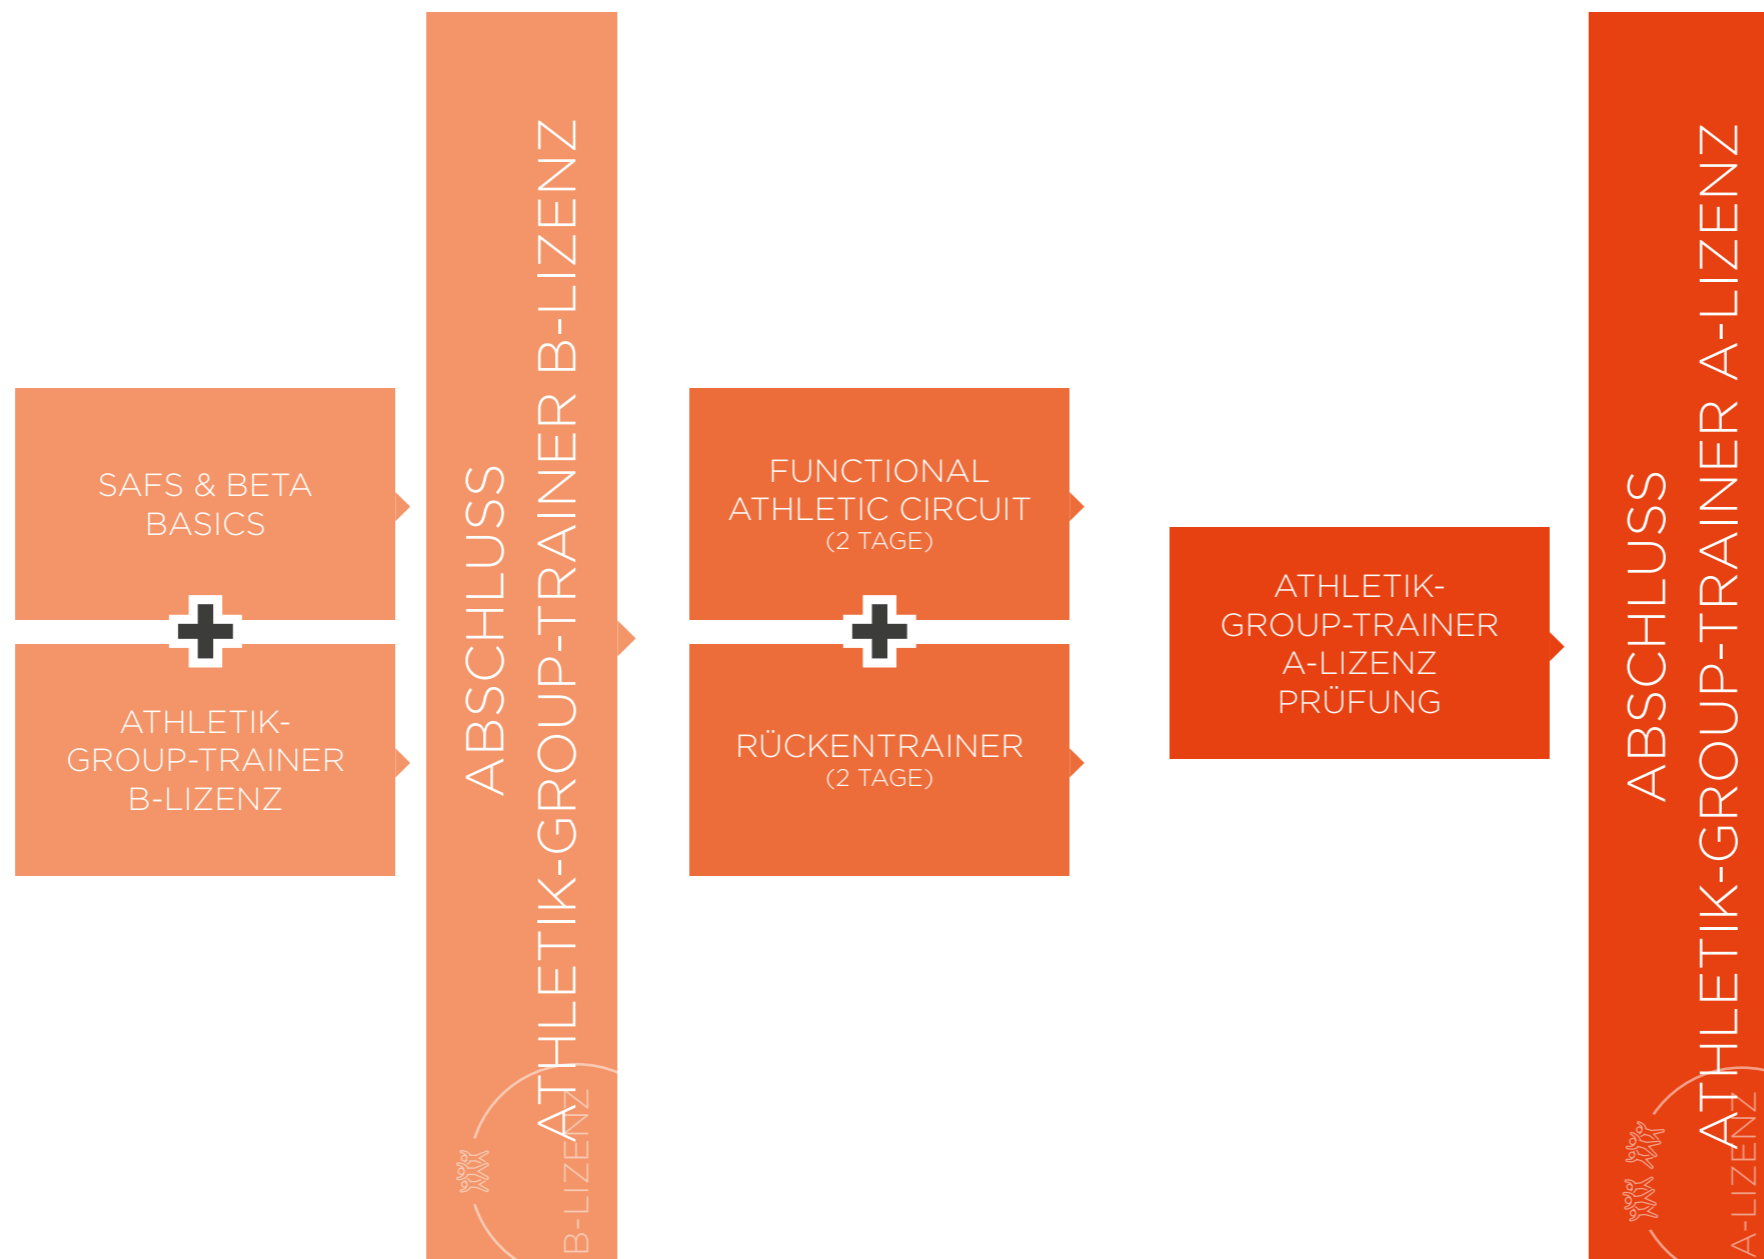 SAFS & BETA
BASICS
ATHLETIK-
GROUP-TRAINER
B-LIZENZ
ABSCHLUSS
ATHLETIK-GROUP-TRAINER B-LIZENZ
B-LIZENZ
FUNCTIONAL
ATHLETIC CIRCUIT
(2 TAGE)
RÜCKENTRAINER
(2 TAGE)
ATHLETIK-
GROUP-TRAINER
A-LIZENZ
PRÜFUNG
ABSCHLUSS
ATHLETIK-GROUP-TRAINER A-LIZENZ
A-LIZENZ